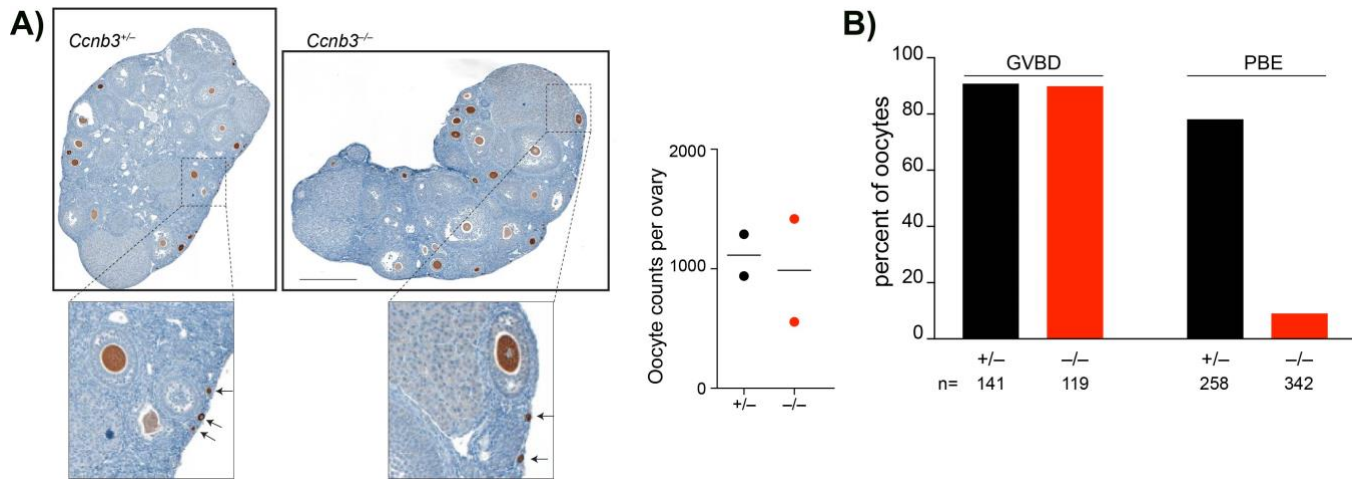 A)
Ccnb3+/–
Ccnb3–/–
Oocyte counts per ovary
2000
1000
0
+/–
–/–
B)
percent of oocytes
100
80
60
40
20
0
GVBD
PBE
+/–
–/–
+/–
–/–
n=
141
119
258
342